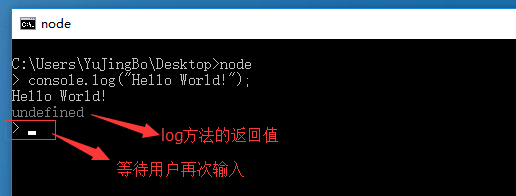 node
C:\Users\YuJingBo\Desktop>node
> console.log("Hello World!");
Hello World!
undefined
log方法的返回值
>
等待用户再次输入